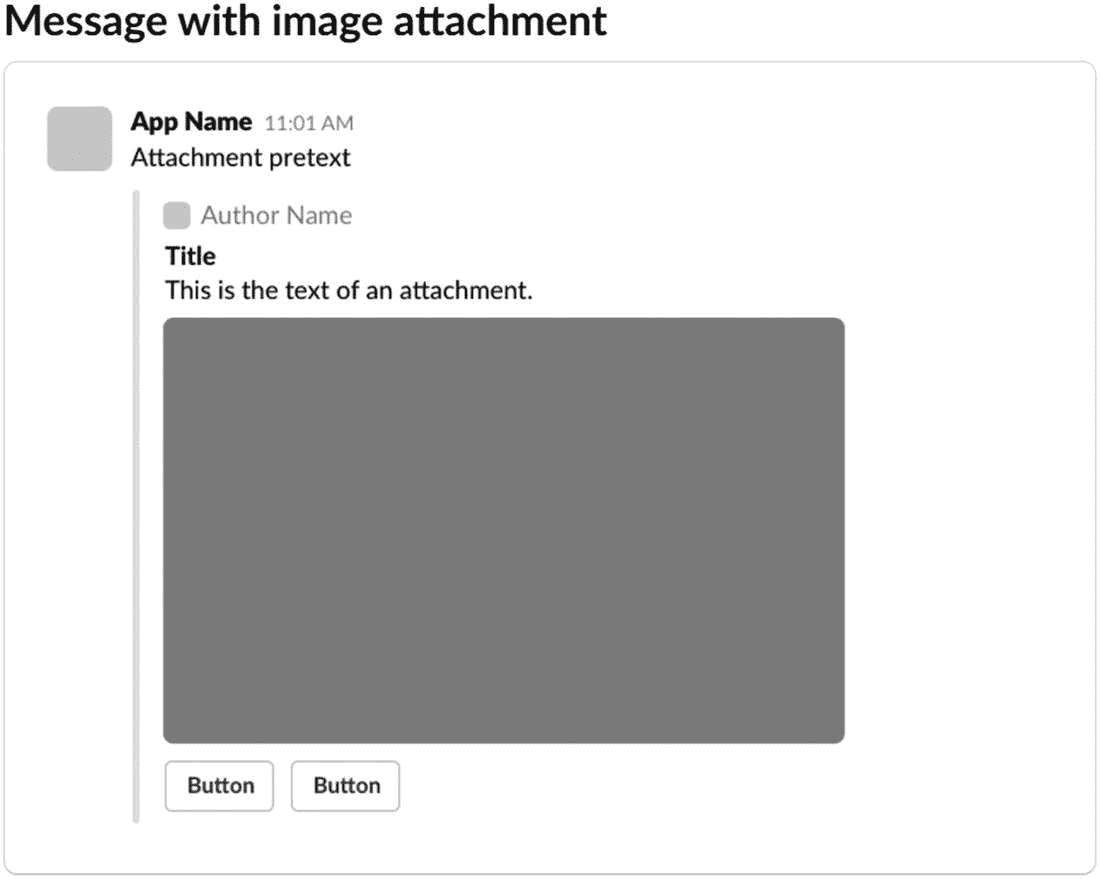 Message with image attachment
App Name 11:01 AM
Attachment pretext
Author Name
Title
This is the text of an attachment.
Button Button